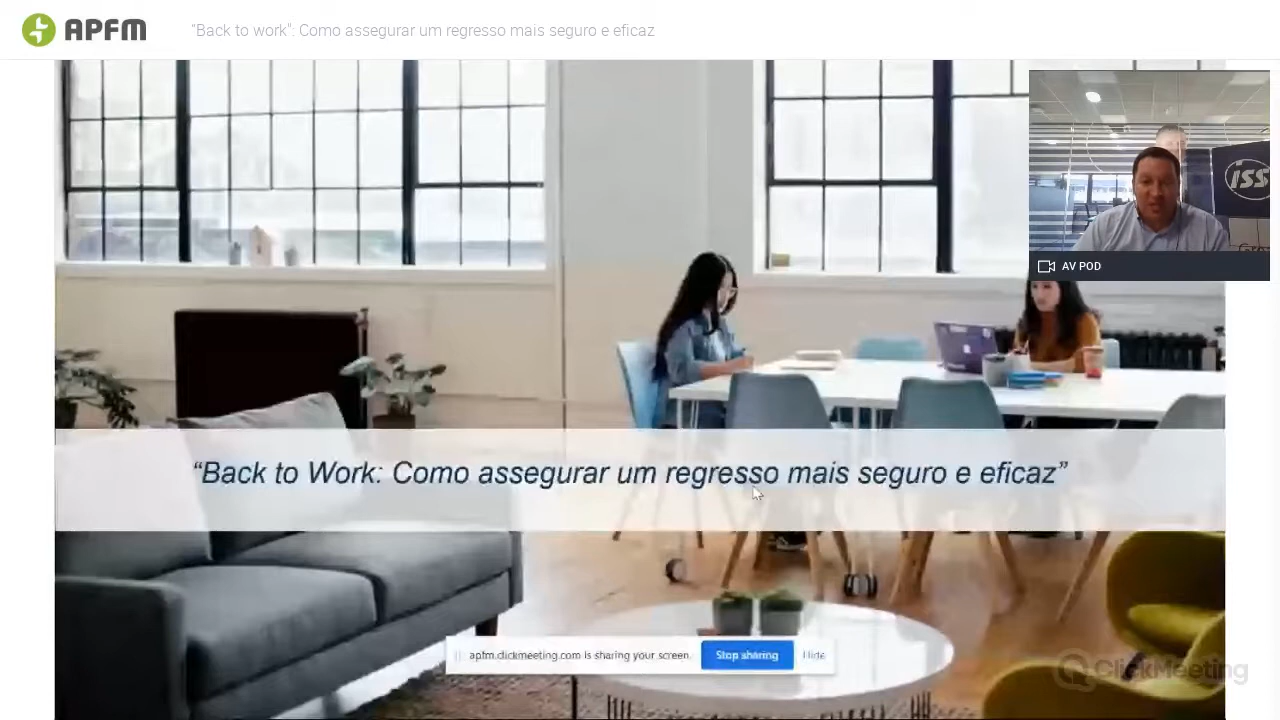 APFM
"Back to work": Como assegurar um regresso mais seguro e eficaz
iss
AV POD
“Back to Work: Como assegurar um regresso mais seguro e eficaz”
apfm.clickmeeting.com is sharing your screen.
Stop sharing
Hide
ClickMeeting